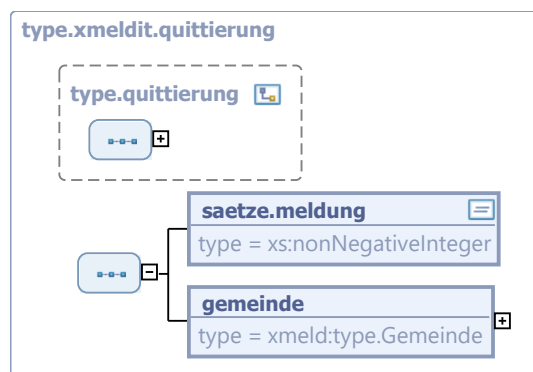 type.xmeldit.quittierung
type.quittierung
saetze.meldung
type = xs:nonNegativeInteger
gemeinde
type = xmeld:type.Gemeinde